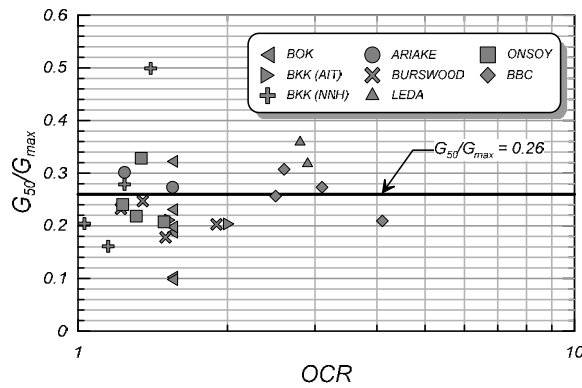 0.6
0.5
0.4
0.3
0.2
0.1
0
G50/Gmax
BOK
BKK (AIT)
BKK (NNH)
ARIAKE
BURSWOOD
LEDA
ONSOY
BBC
G50/Gmax = 0.26
1
10
OCR